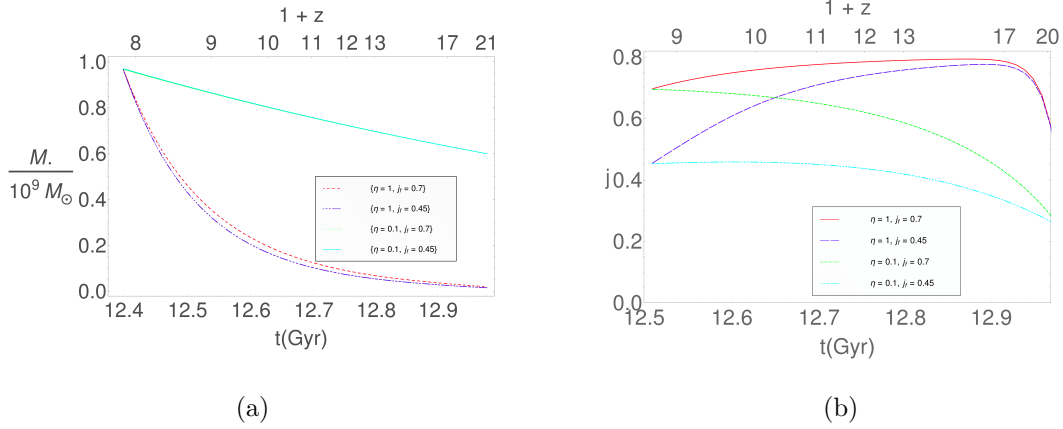 1 + z
8 9 10 11 12 13 17 21
1.0
0.8
0.6
0.4
0.2
0.0
M.
10⁹ M⊙
{η = 1, jf = 0.7}
{η = 1, jf = 0.45}
{η = 0.1, jf = 0.7}
{η = 0.1, jf = 0.45}
12.4 12.5 12.6 12.7 12.8 12.9
t(Gyr)
(a)
1 + z
9 10 11 12 13 17 20
0.8
0.6
j
0.4
0.2
0.0
η = 1, jf = 0.7
η = 1, jf = 0.45
η = 0.1, jf = 0.7
η = 0.1, jf = 0.45
12.5 12.6 12.7 12.8 12.9
t(Gyr)
(b)